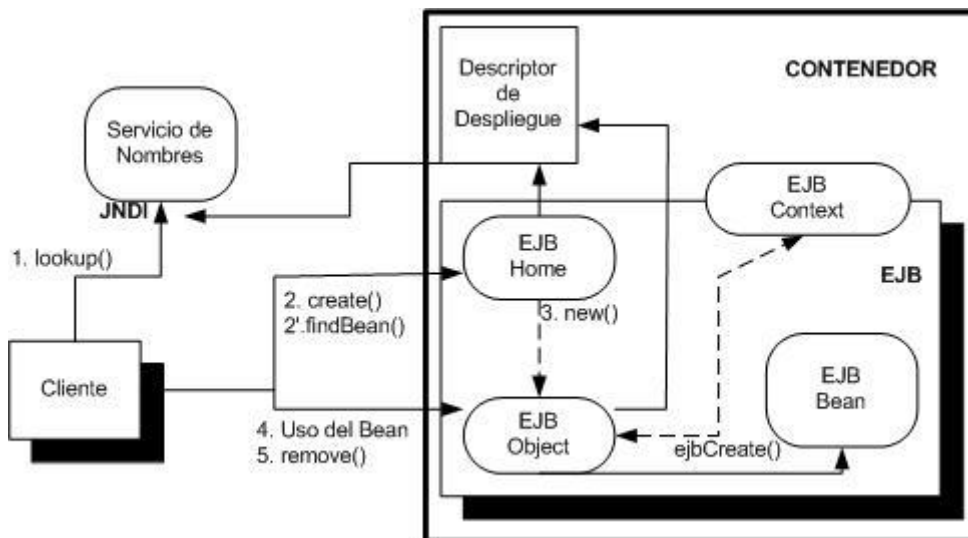 Descriptor
de
Despliegue
CONTENEDOR
Servicio de
Nombres
JNDI
EJB
Context
1. lookup()
EJB
Home
EJB
2. create()
2'.findBean()
3. new()
Cliente
EJB
Bean
4. Uso del Bean
5. remove()
EJB
Object
ejbCreate()